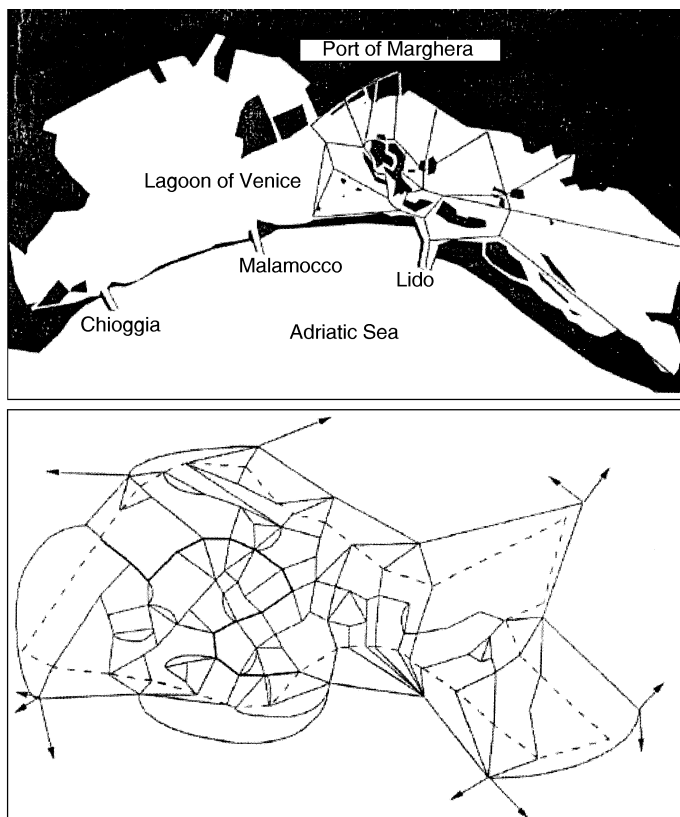 Port of Marghera
Lagoon of Venice
Malamocco
Lido
Chioggia
Adriatic Sea